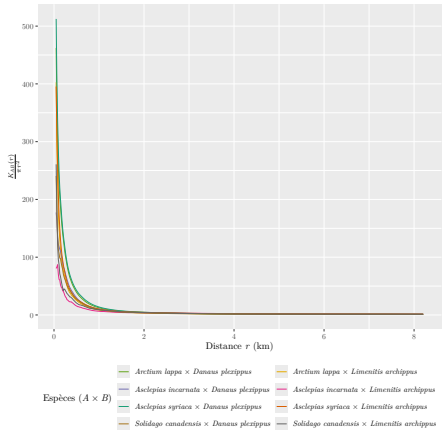 500
400
300
200
100
0
K_AB(r)
π r²
0
2
4
6
8
Distance r (km)
Espèces (A × B)
Arctium lappa × Danaus plexippus
Arctium lappa × Limenitis archippus
Asclepias incarnata × Danaus plexippus
Asclepias incarnata × Limenitis archippus
Asclepias syriaca × Danaus plexippus
Asclepias syriaca × Limenitis archippus
Solidago canadensis × Danaus plexippus
Solidago canadensis × Limenitis archippus